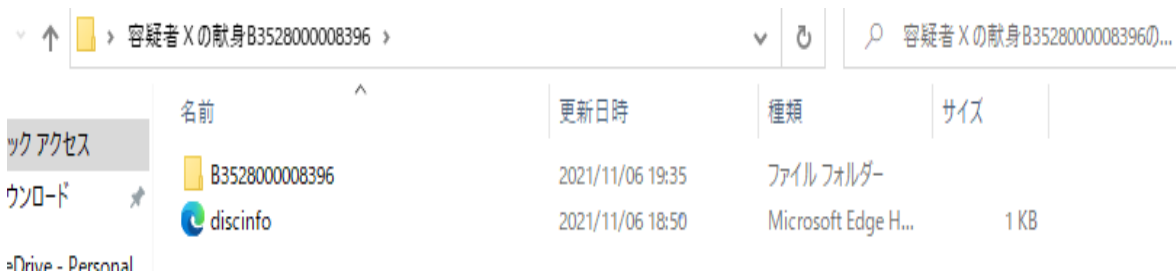 容疑者Xの献身B3528000008396
容疑者Xの献身B3528000008396の...
名前 更新日時 種類 サイズ
ック アクセス
ウンロード
eDrive - Personal
B3528000008396 2021/11/06 19:35 ファイル フォルダー
discinfo 2021/11/06 18:50 Microsoft Edge H... 1 KB